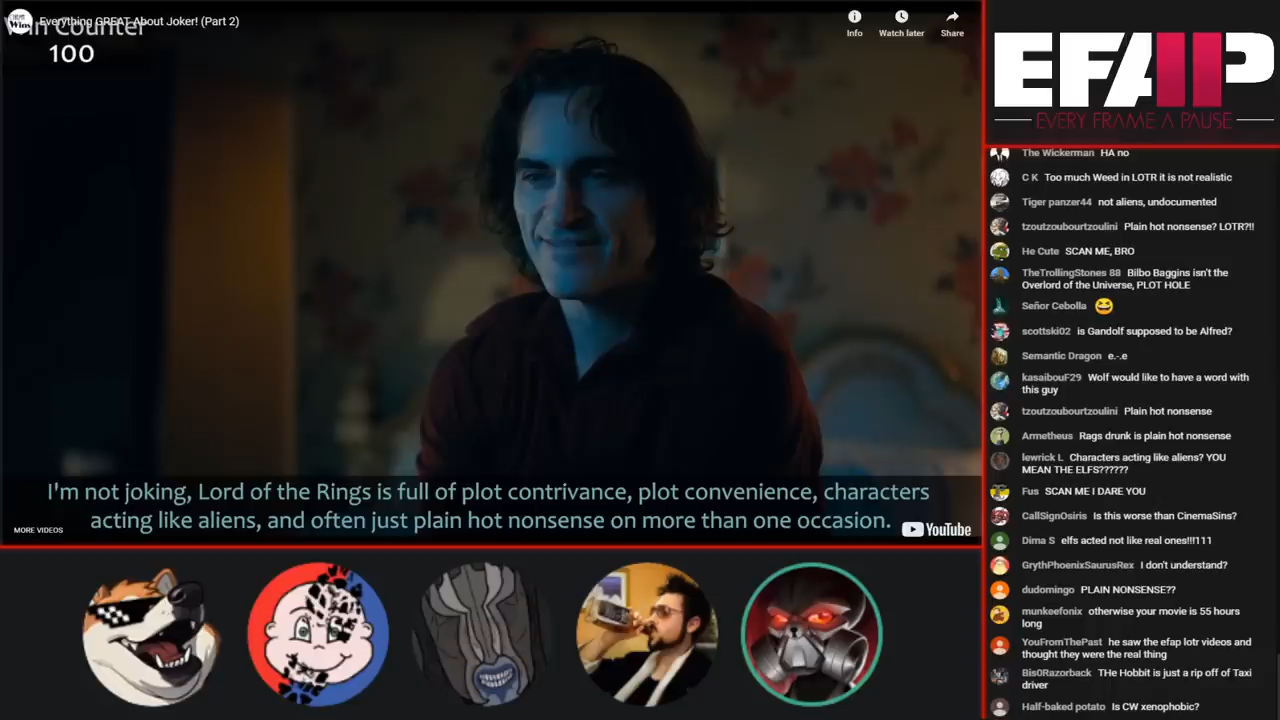 Everything GREAT About Joker! (Part 2)
Win Counter
100
Info
Watch later
Share
I'm not joking, Lord of the Rings is full of plot contrivance, plot convenience, characters
acting like aliens, and often just plain hot nonsense on more than one occasion.
MORE VIDEOS
YouTube
EFAP
EVERY FRAME A PAUSE
The Wickerman HA no
C K Too much Weed in LOTR it is not realistic
Tiger panzer44 not aliens, undocumented
tzoutzoubourtzoulini Plain hot nonsense? LOTR?!!
He Cute SCAN ME, BRO
TheTrollingStones 88 Bilbo Baggins isn't the
Overlord of the Universe, PLOT HOLE
Señor Cebolla
scottski02 is Gandolf supposed to be Alfred?
Semantic Dragon e.-.e
kasaibouF29 Wolf would like to have a word with
this guy
tzoutzoubourtzoulini Plain hot nonsense
Armetheus Rags drunk is plain hot nonsense
lewrick L Characters acting like aliens? YOU
MEAN THE ELFS??????
Fus SCAN ME I DARE YOU
CallSignOsiris Is this worse than CinemaSins?
Dima S elfs acted not like real ones!!!111
GrythPhoenixSaurusRex I don't understand?
dudomingo PLAIN NONSENSE??
munkeefonix otherwise your movie is 55 hours
long
YouFromThePast he saw the efap lotr videos and
thought they were the real thing
Bis0Razorback THe Hobbit is just a rip off of Taxi
driver
Half-baked potato Is CW xenophobic?